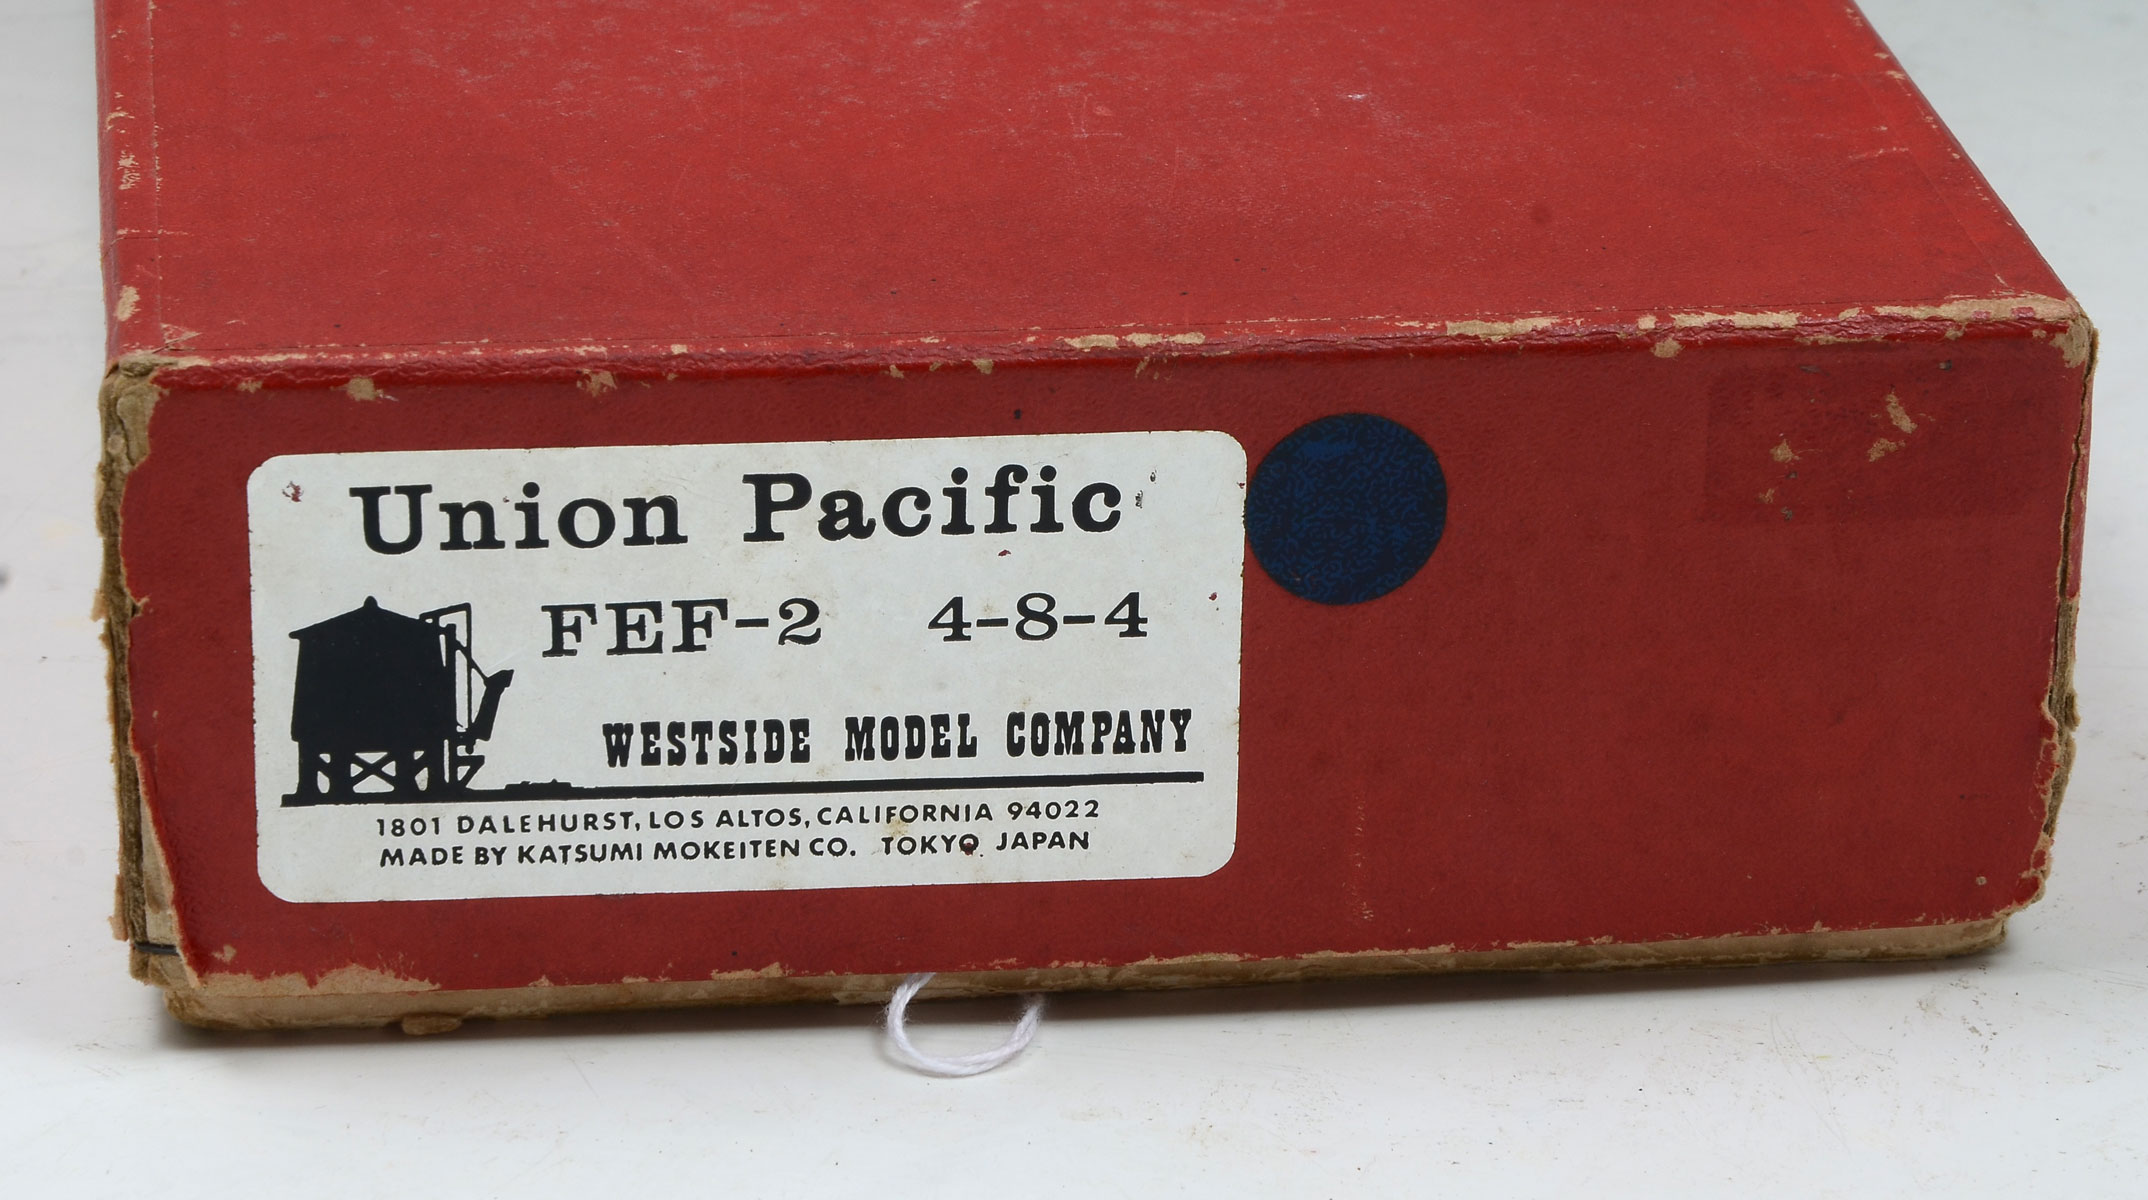 Union Pacific
FEF-2 4-8-4
WESTSIDE MODEL COMPANY
1801 DALEHURST, LOS ALTOS, CALIFORNIA 94022
MADE BY KATSUMI MOKEITEN CO. TOKYO JAPAN